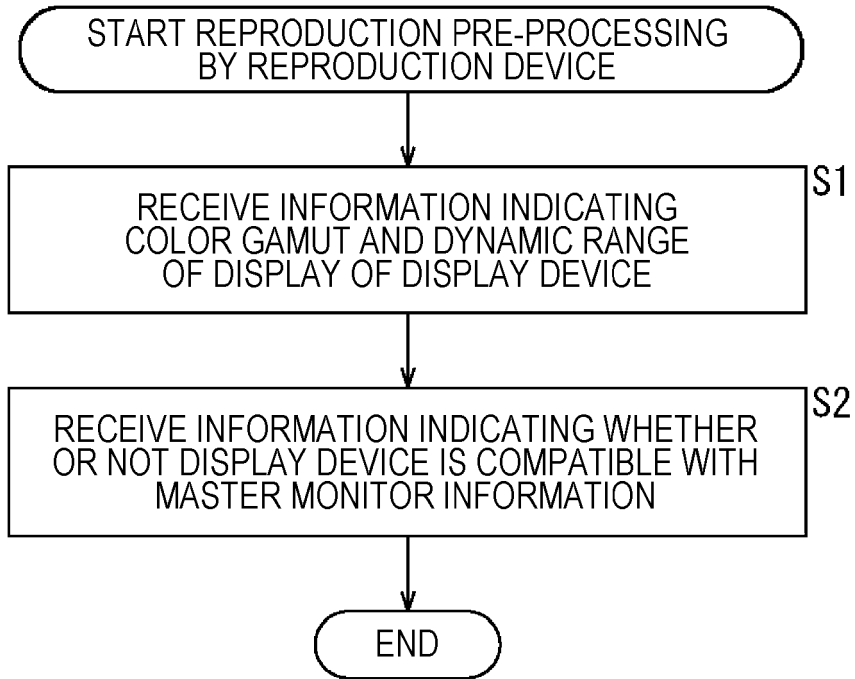 START REPRODUCTION PRE-PROCESSING
BY REPRODUCTION DEVICE
S1
RECEIVE INFORMATION INDICATING
COLOR GAMUT AND DYNAMIC RANGE
OF DISPLAY OF DISPLAY DEVICE
S2
RECEIVE INFORMATION INDICATING WHETHER
OR NOT DISPLAY DEVICE IS COMPATIBLE WITH
MASTER MONITOR INFORMATION
END